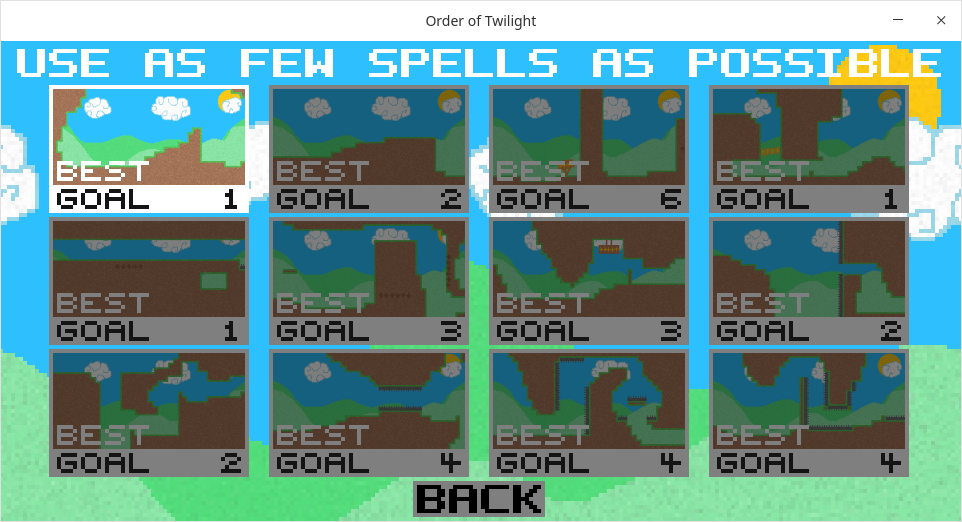 Order of Twilight
USE AS FEW SPELLS AS POSSIBLE
BEST
GOAL 1
BEST
GOAL 2
BEST
GOAL 6
BEST
GOAL 1
BEST
GOAL 1
BEST
GOAL 3
BEST
GOAL 3
BEST
GOAL 2
BEST
GOAL 2
BEST
GOAL 4
BEST
GOAL 4
BEST
GOAL 4
BACK